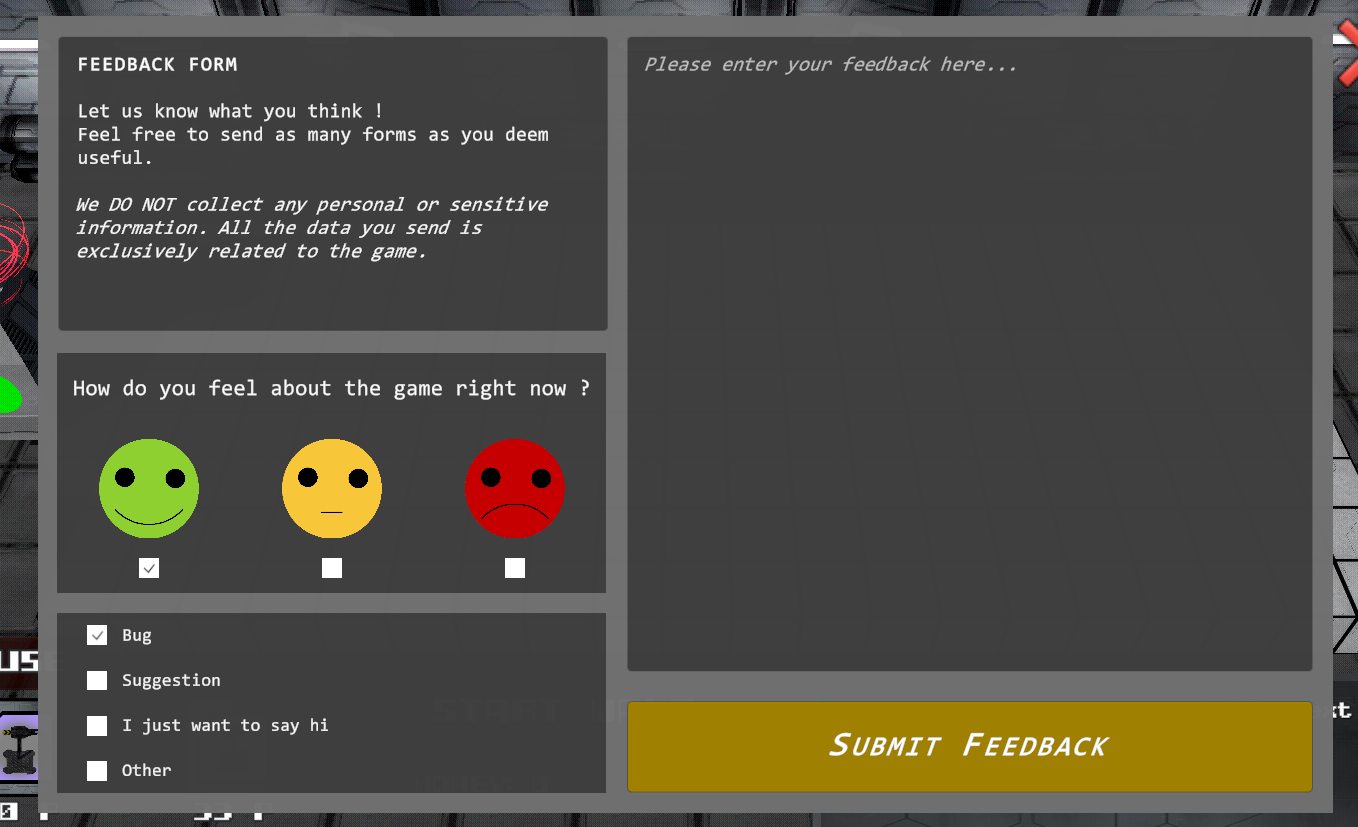 FEEDBACK FORM
Let us know what you think !
Feel free to send as many forms as you deem
useful.
We DO NOT collect any personal or sensitive
information. All the data you send is
exclusively related to the game.
How do you feel about the game right now ?
Bug
Suggestion
I just want to say hi
Other
Please enter your feedback here...
SUBMIT FEEDBACK
33 P